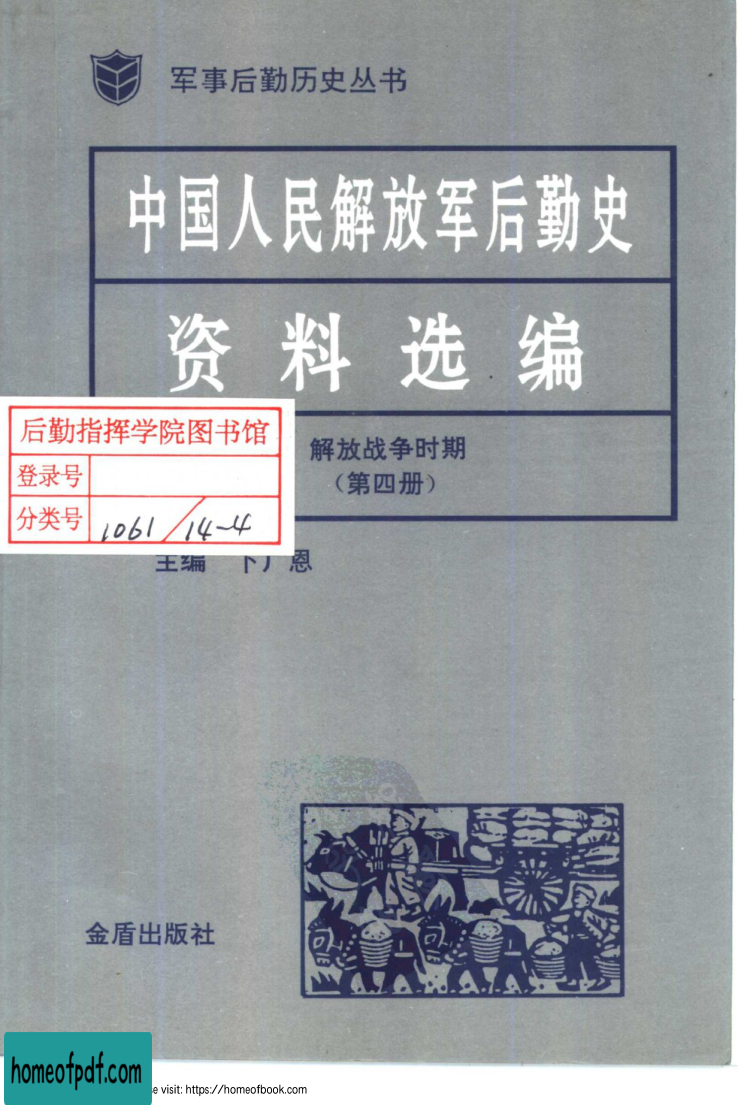 军事后勤历史丛书
中国人民解放军后勤史
资料选编
后勤指挥学院图书馆
登录号
分类号 1061/14-4
解放战争时期
(第四册)
主编 卜广恩
金盾出版社
homeofpdf.com
e visit: https://homeofbook.com